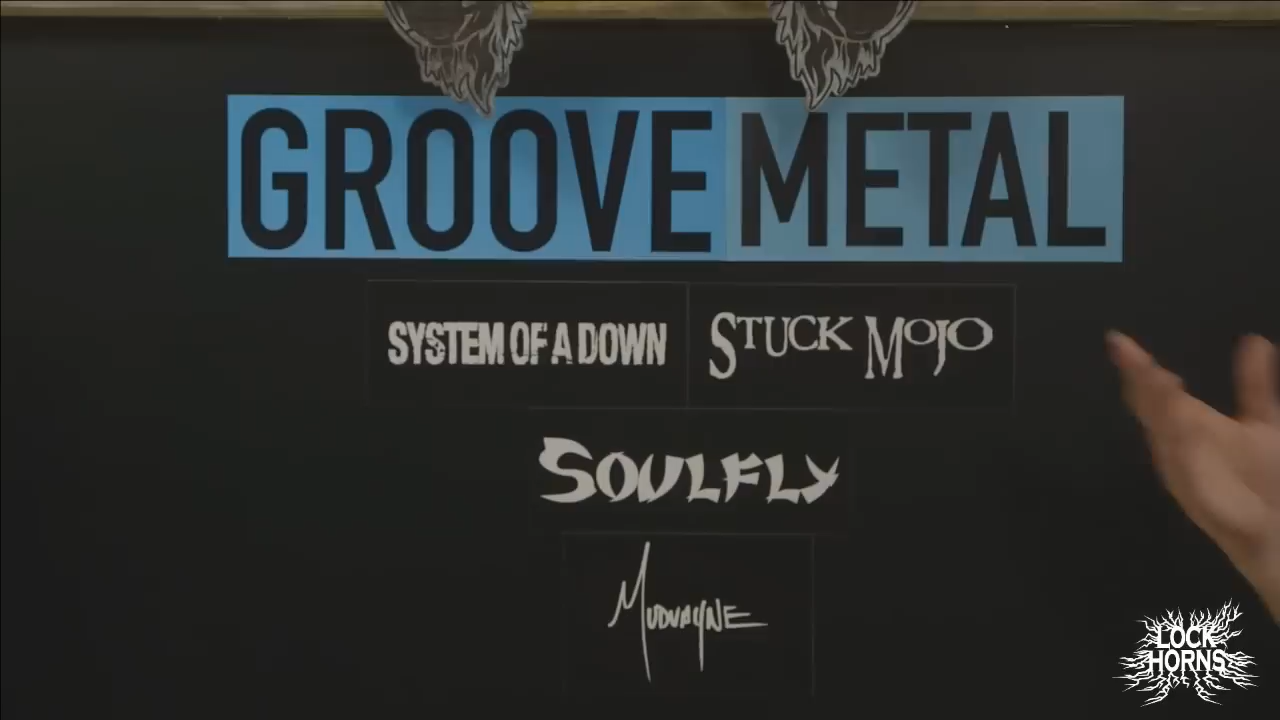 GROOVE METAL
SYSTEM OF A DOWN STUCK MOJO
SOULFLY
MUDVAYNE
LOCK
HORNS